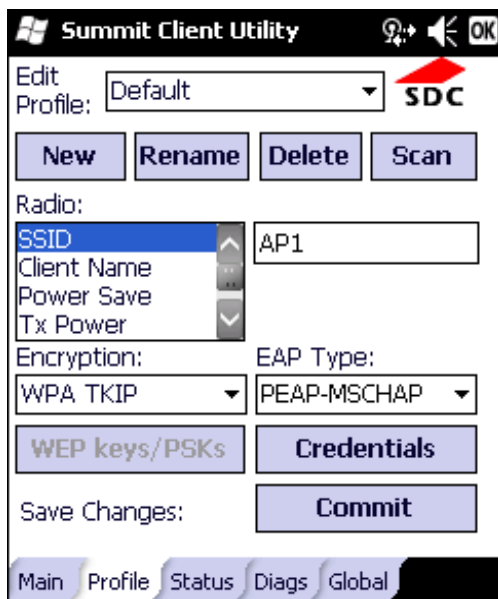 Summit Client Utility OK
Edit
Profile: Default
SDC
New Rename Delete Scan
Radio:
SSID AP1
Client Name
Power Save
Tx Power
Encryption: EAP Type:
WPA TKIP PEAP-MSCHAP
WEP keys/PSKs Credentials
Save Changes: Commit
Main Profile Status Diags Global